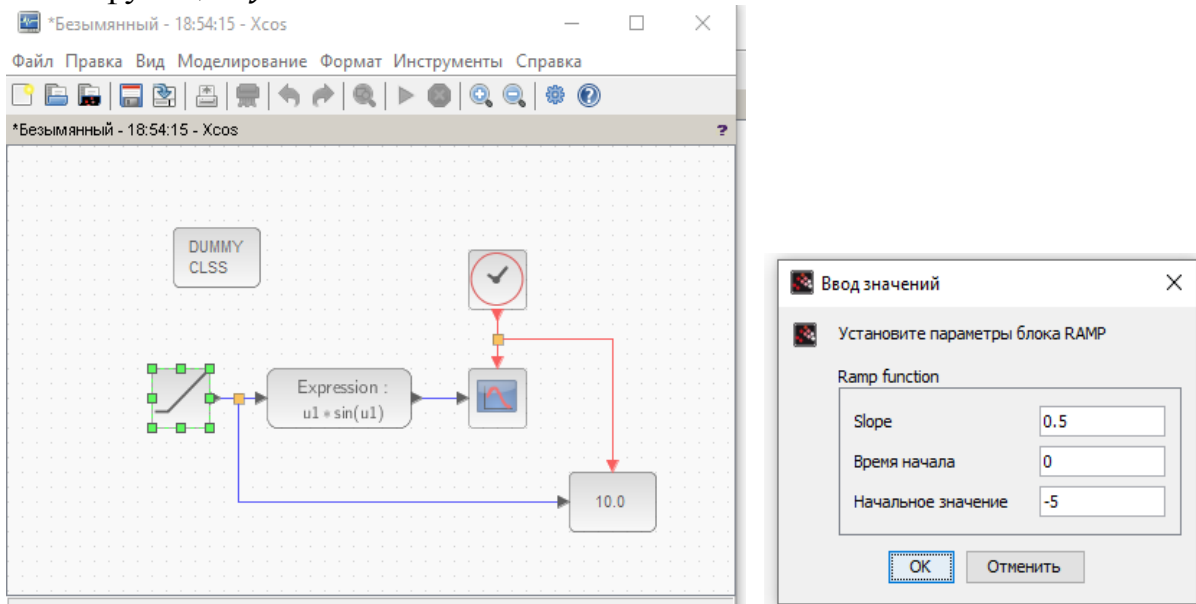 *Безымянный - 18:54:15 - Xcos
Файл Правка Вид Моделирование Формат Инструменты Справка
*Безымянный - 18:54:15 - Xcos ?
DUMMY
CLSS
Expression :
u1 * sin(u1)
10.0
Ввод значений
Установите параметры блока RAMP
Ramp function
Slope 0.5
Время начала 0
Начальное значение -5
OK Отменить